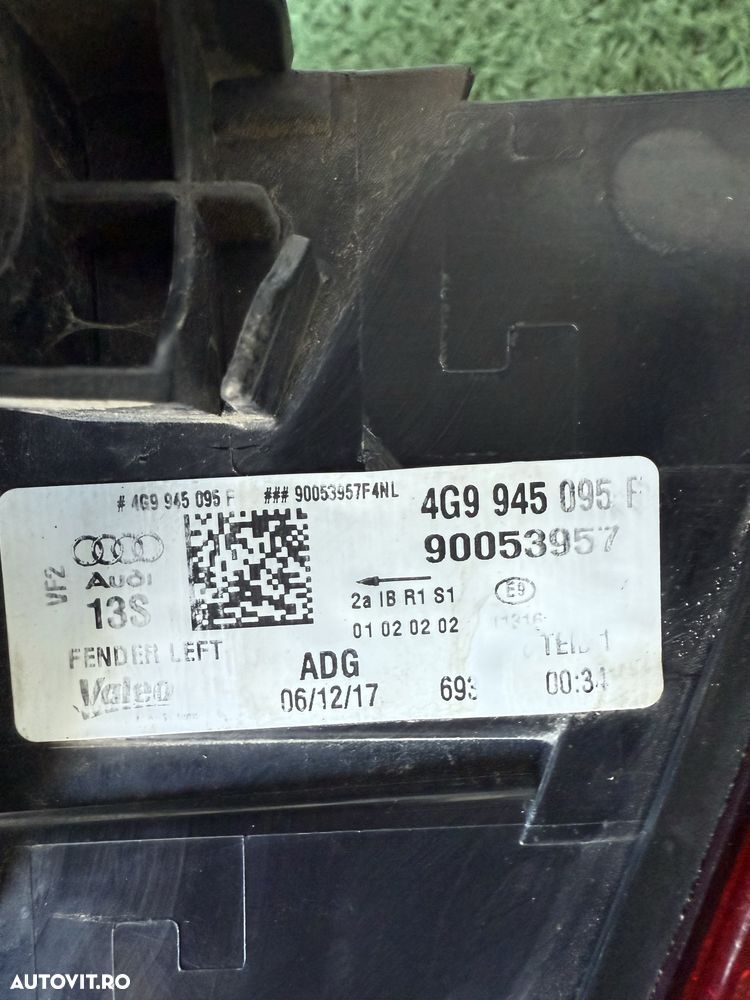 # 4G9 945 095 F ### 90053957F4NL
4G9 945 095 F
90053957
VF2
Audi
13S
2a IB R1 S1
E9
01 02 02 02
FENDER LEFT
ADG
TEIL 1
Valeo
06/12/17
693
00:34
AUTOVIT.RO